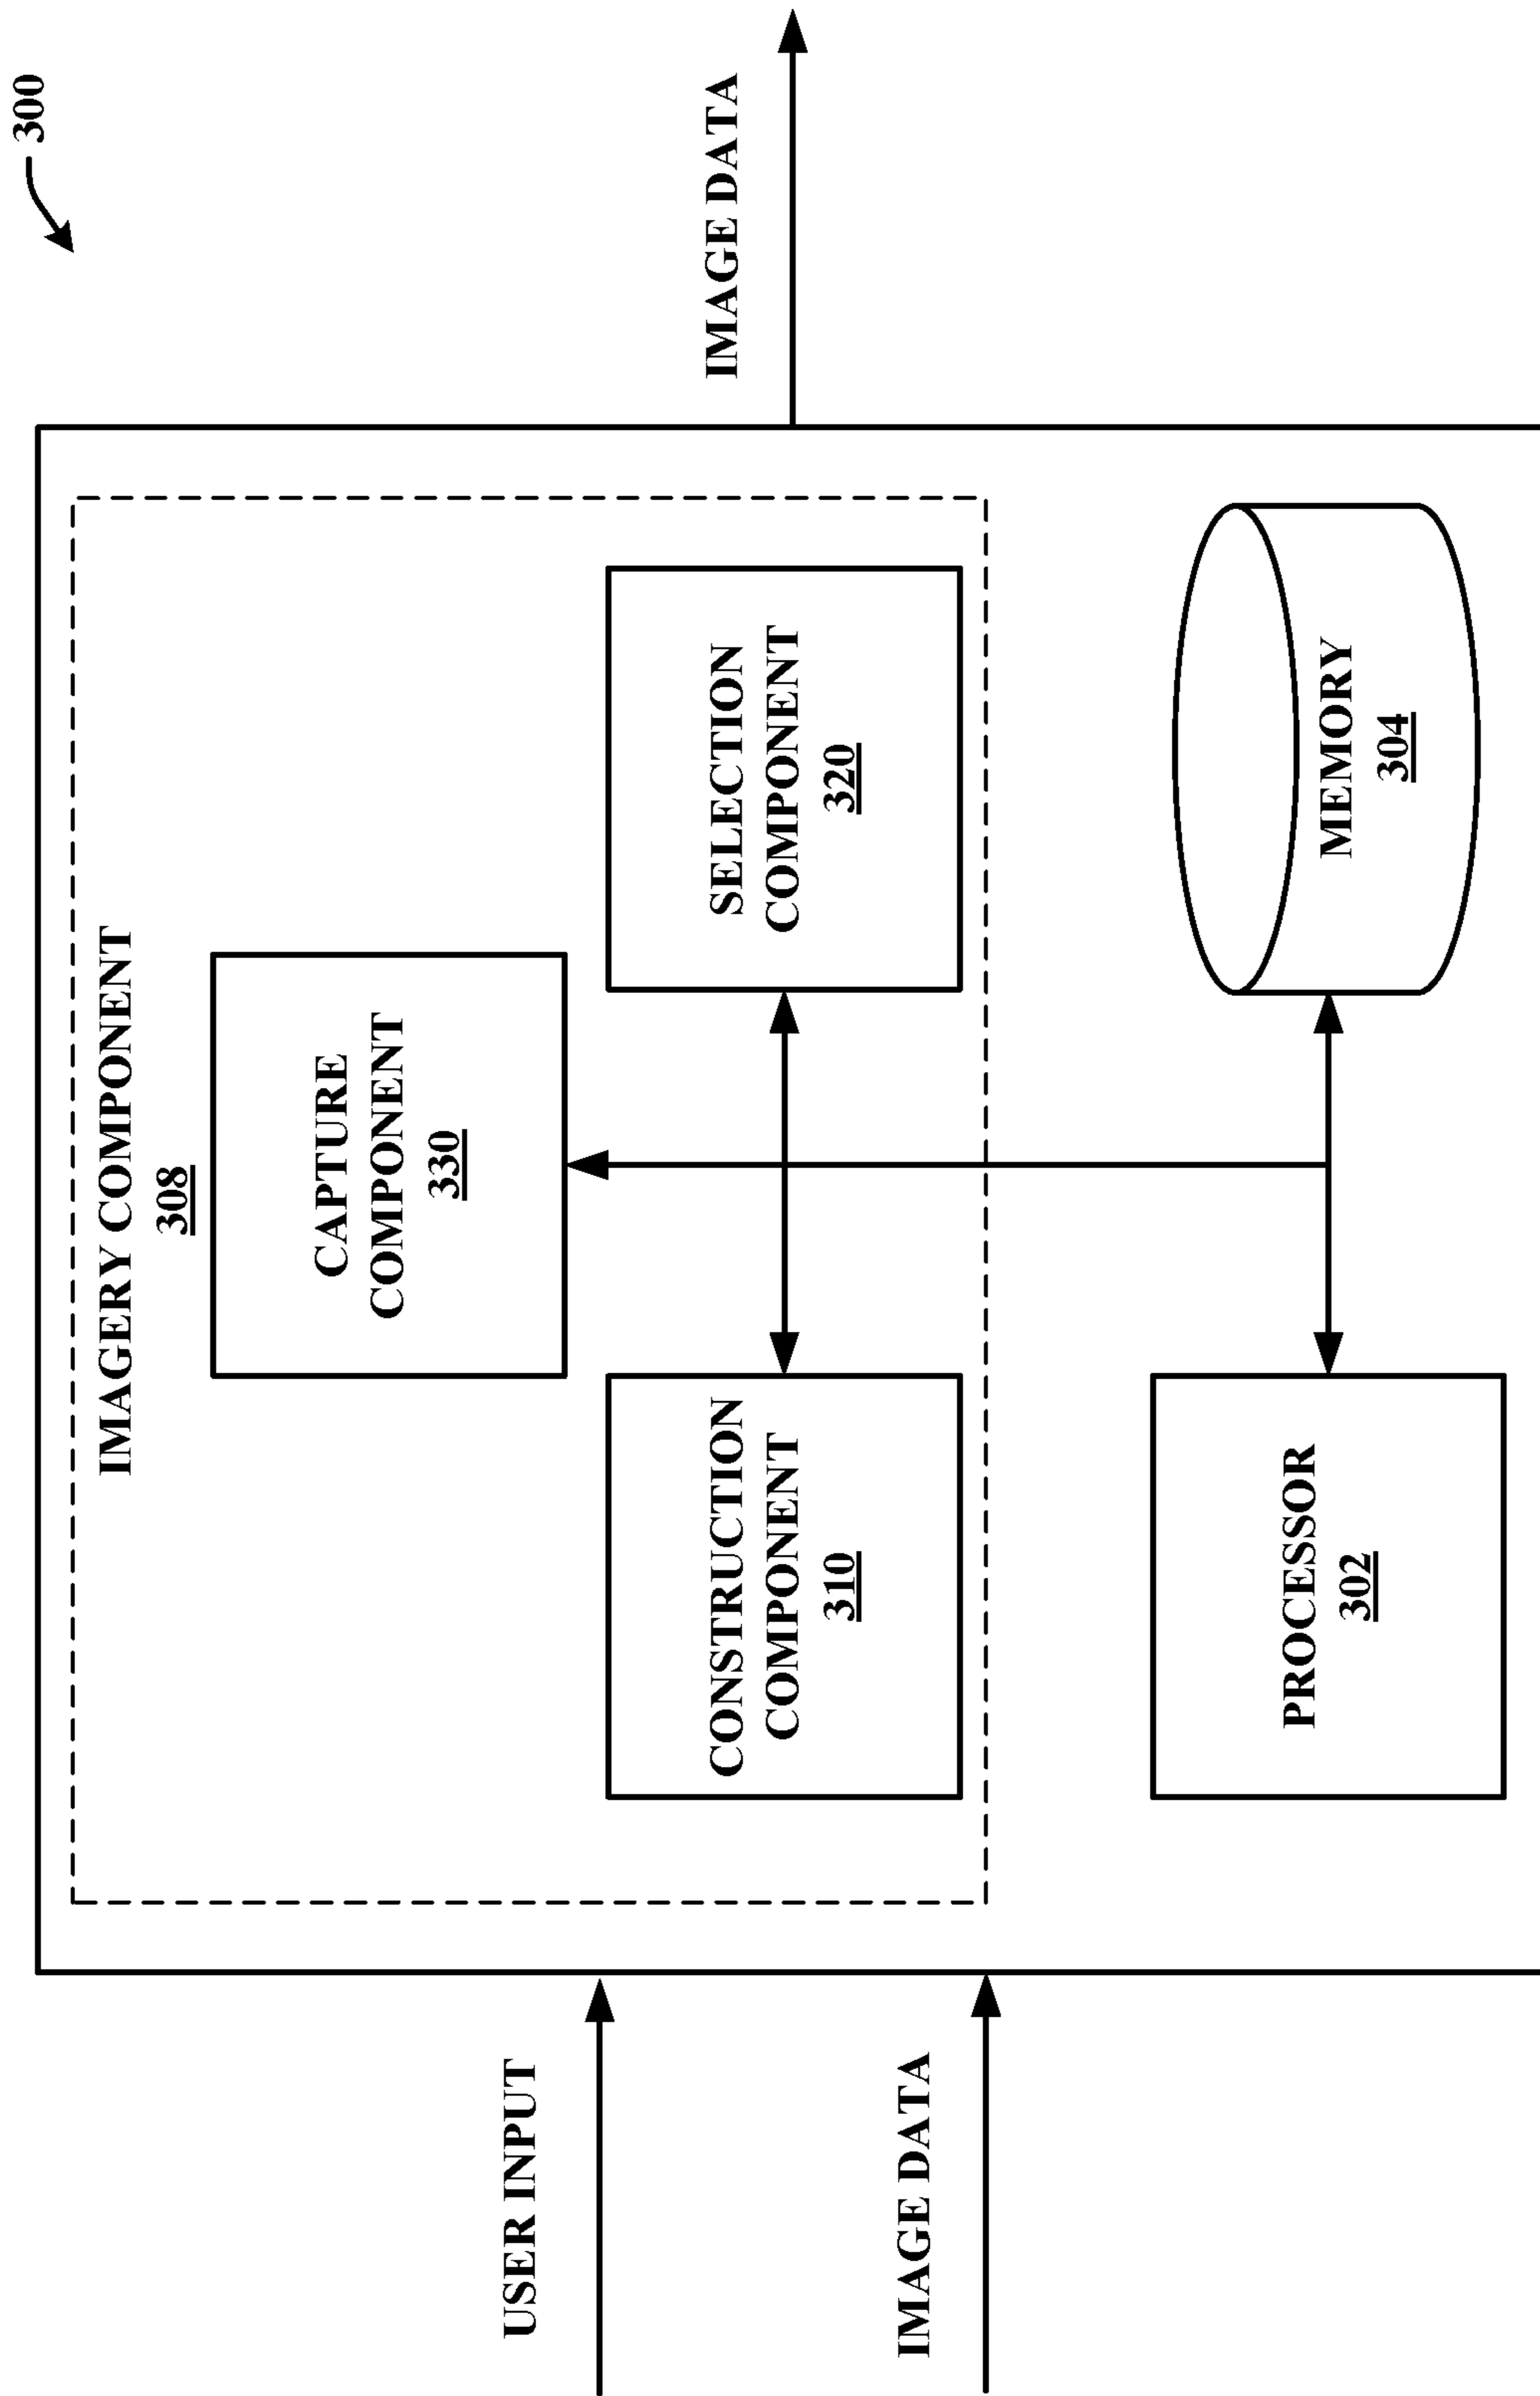 300
IMAGERY COMPONENT
308
CAPTURE
COMPONENT
330
USER INPUT
IMAGE DATA
CONSTRUCTION
COMPONENT
310
SELECTION
COMPONENT
320
IMAGE DATA
PROCESSOR
302
MEMORY
304